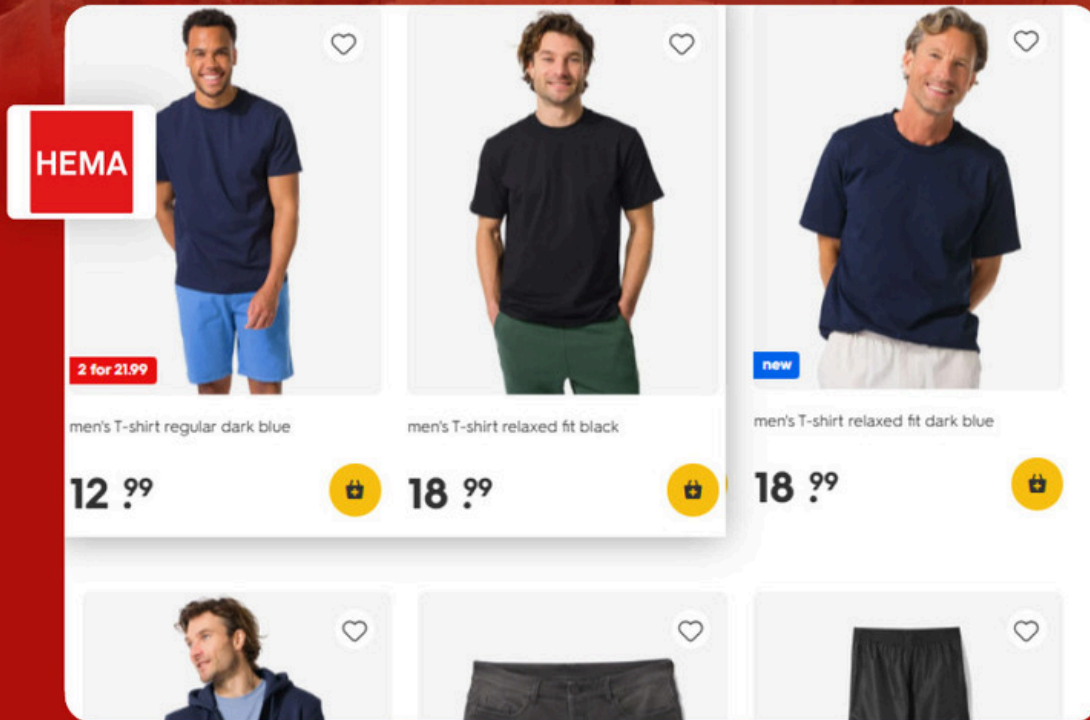 HEMA
2 for 21.99
new
men's T-shirt regular dark blue
men's T-shirt relaxed fit black
men's T-shirt relaxed fit dark blue
12.99
18.99
18.99